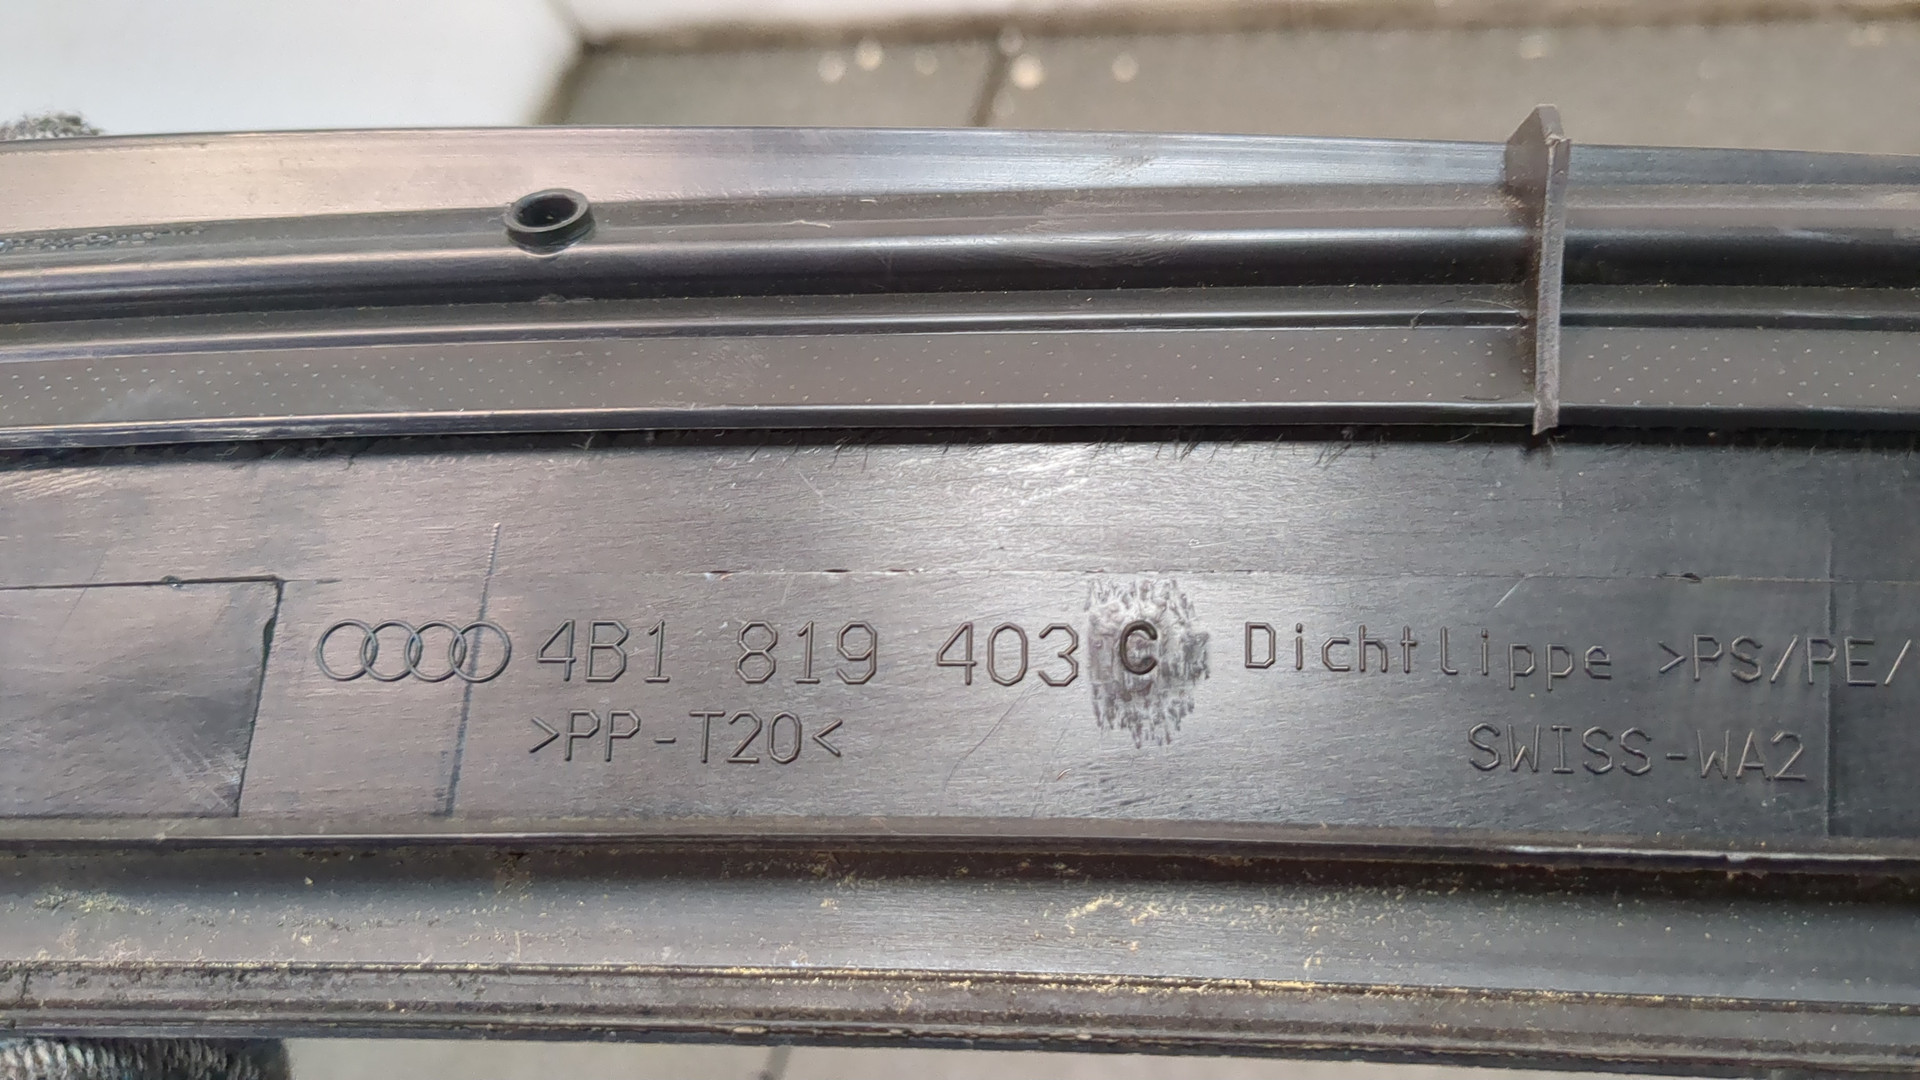 4B1 819 403 C Dichtlippe >PS/PE/
>PP-T20< SWISS-WA2